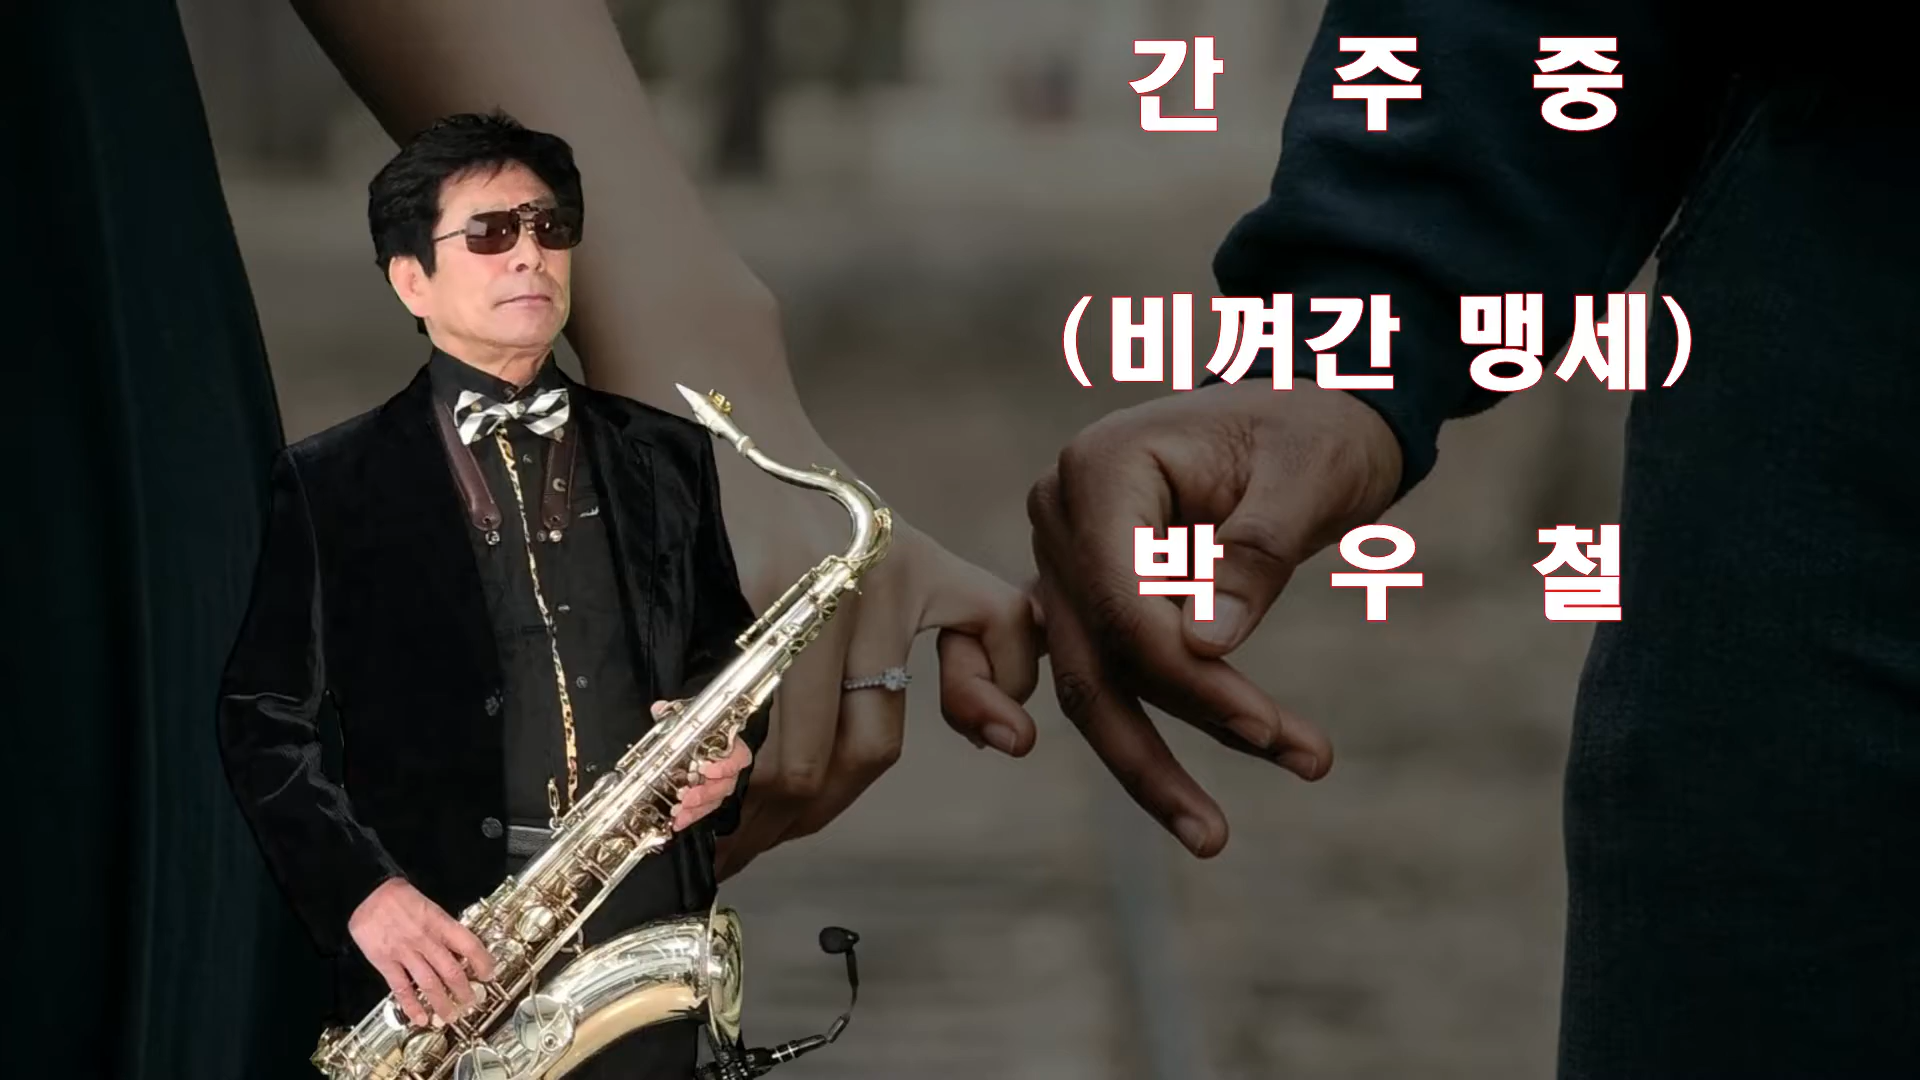 간 주 중
(비껴간 맹세)
박 우 철